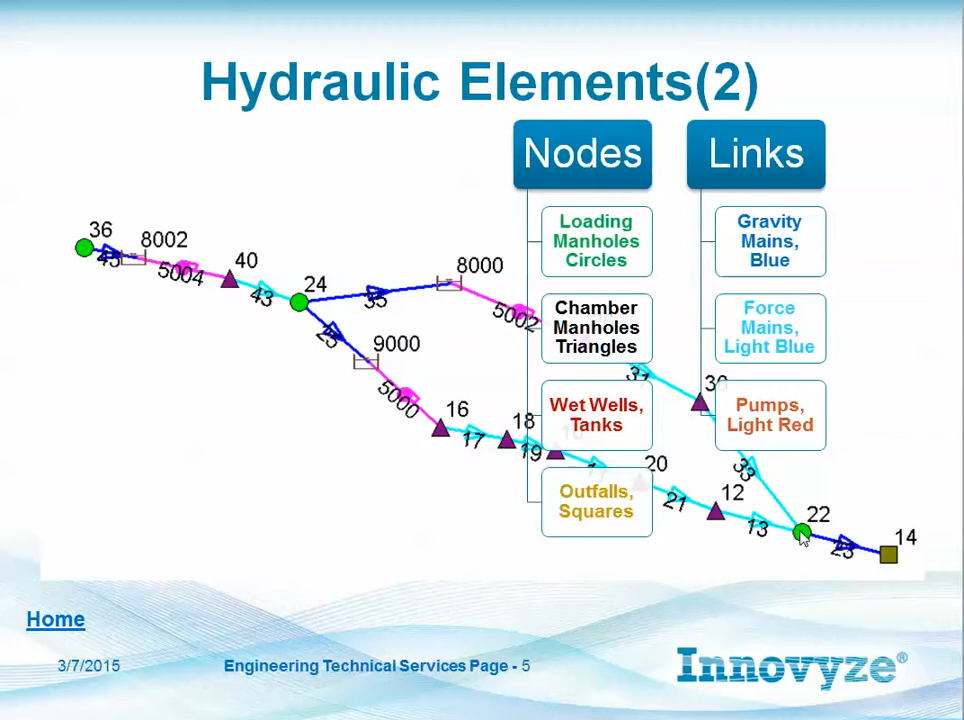 Hydraulic Elements(2)
Nodes
Links
Loading
Manholes
Circles
Chamber
Manholes
Triangles
Wet Wells,
Tanks
Outfalls,
Squares
Gravity
Mains,
Blue
Force
Mains,
Light Blue
Pumps,
Light Red
36
8002
5004
40
43
24
35
8000
5002
9000
5000
16
17
18
19
31
20
21
12
13
33
22
14
Home
3/7/2015
Engineering Technical Services Page - 5
Innovyze®